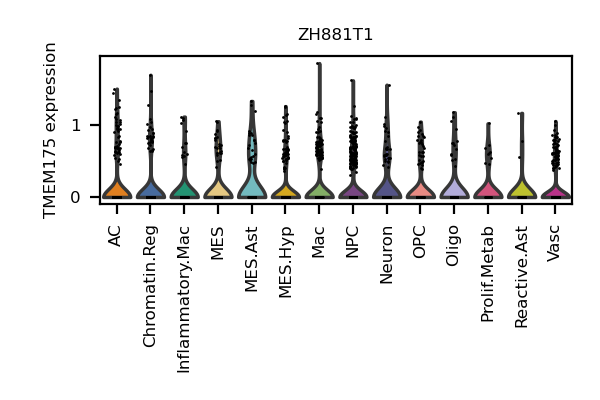 ZH881T1
TMEM175 expression
1
0
AC
Chromatin.Reg
Inflammatory.Mac
MES
MES.Ast
MES.Hyp
Mac
NPC
Neuron
OPC
Oligo
Prolif.Metab
Reactive.Ast
Vasc